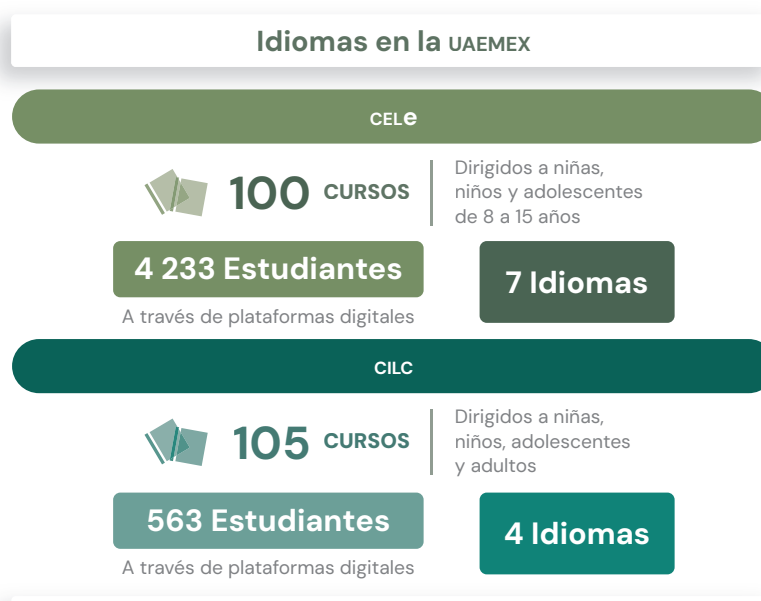 Idiomas en la UAEMEX
CELe
100 CURSOS
Dirigidos a niñas,
niños y adolescentes
de 8 a 15 años
4 233 Estudiantes
A través de plataformas digitales
7 Idiomas
CILC
105 CURSOS
Dirigidos a niñas,
niños, adolescentes
y adultos
563 Estudiantes
A través de plataformas digitales
4 Idiomas